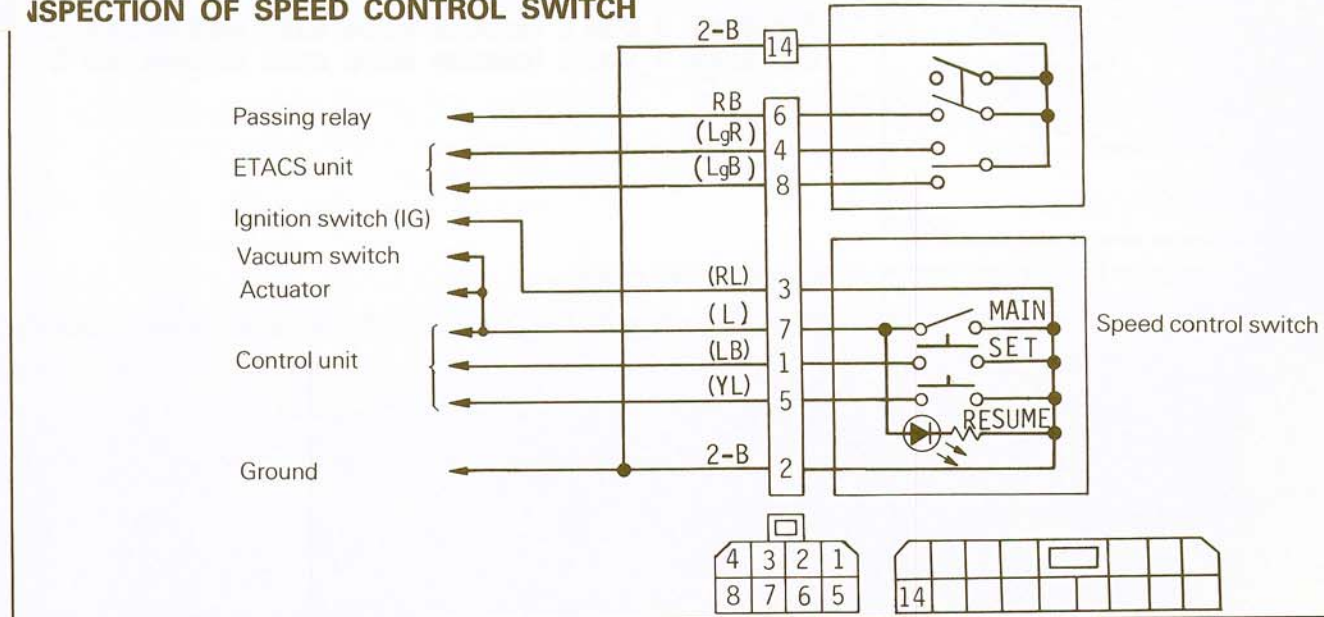 NSPECTION OF SPEED CONTROL SWITCH
2-B 14
Passing relay RB 6
(LgR) 4
ETACS unit
(LgB) 8
Ignition switch (IG)
Vacuum switch
Actuator
(RL) 3
(L) 7 MAIN
Speed control switch
Control unit
(LB) 1 SET
(YL) 5
RESUME
Ground 2-B 2
4 3 2 1
8 7 6 5
14